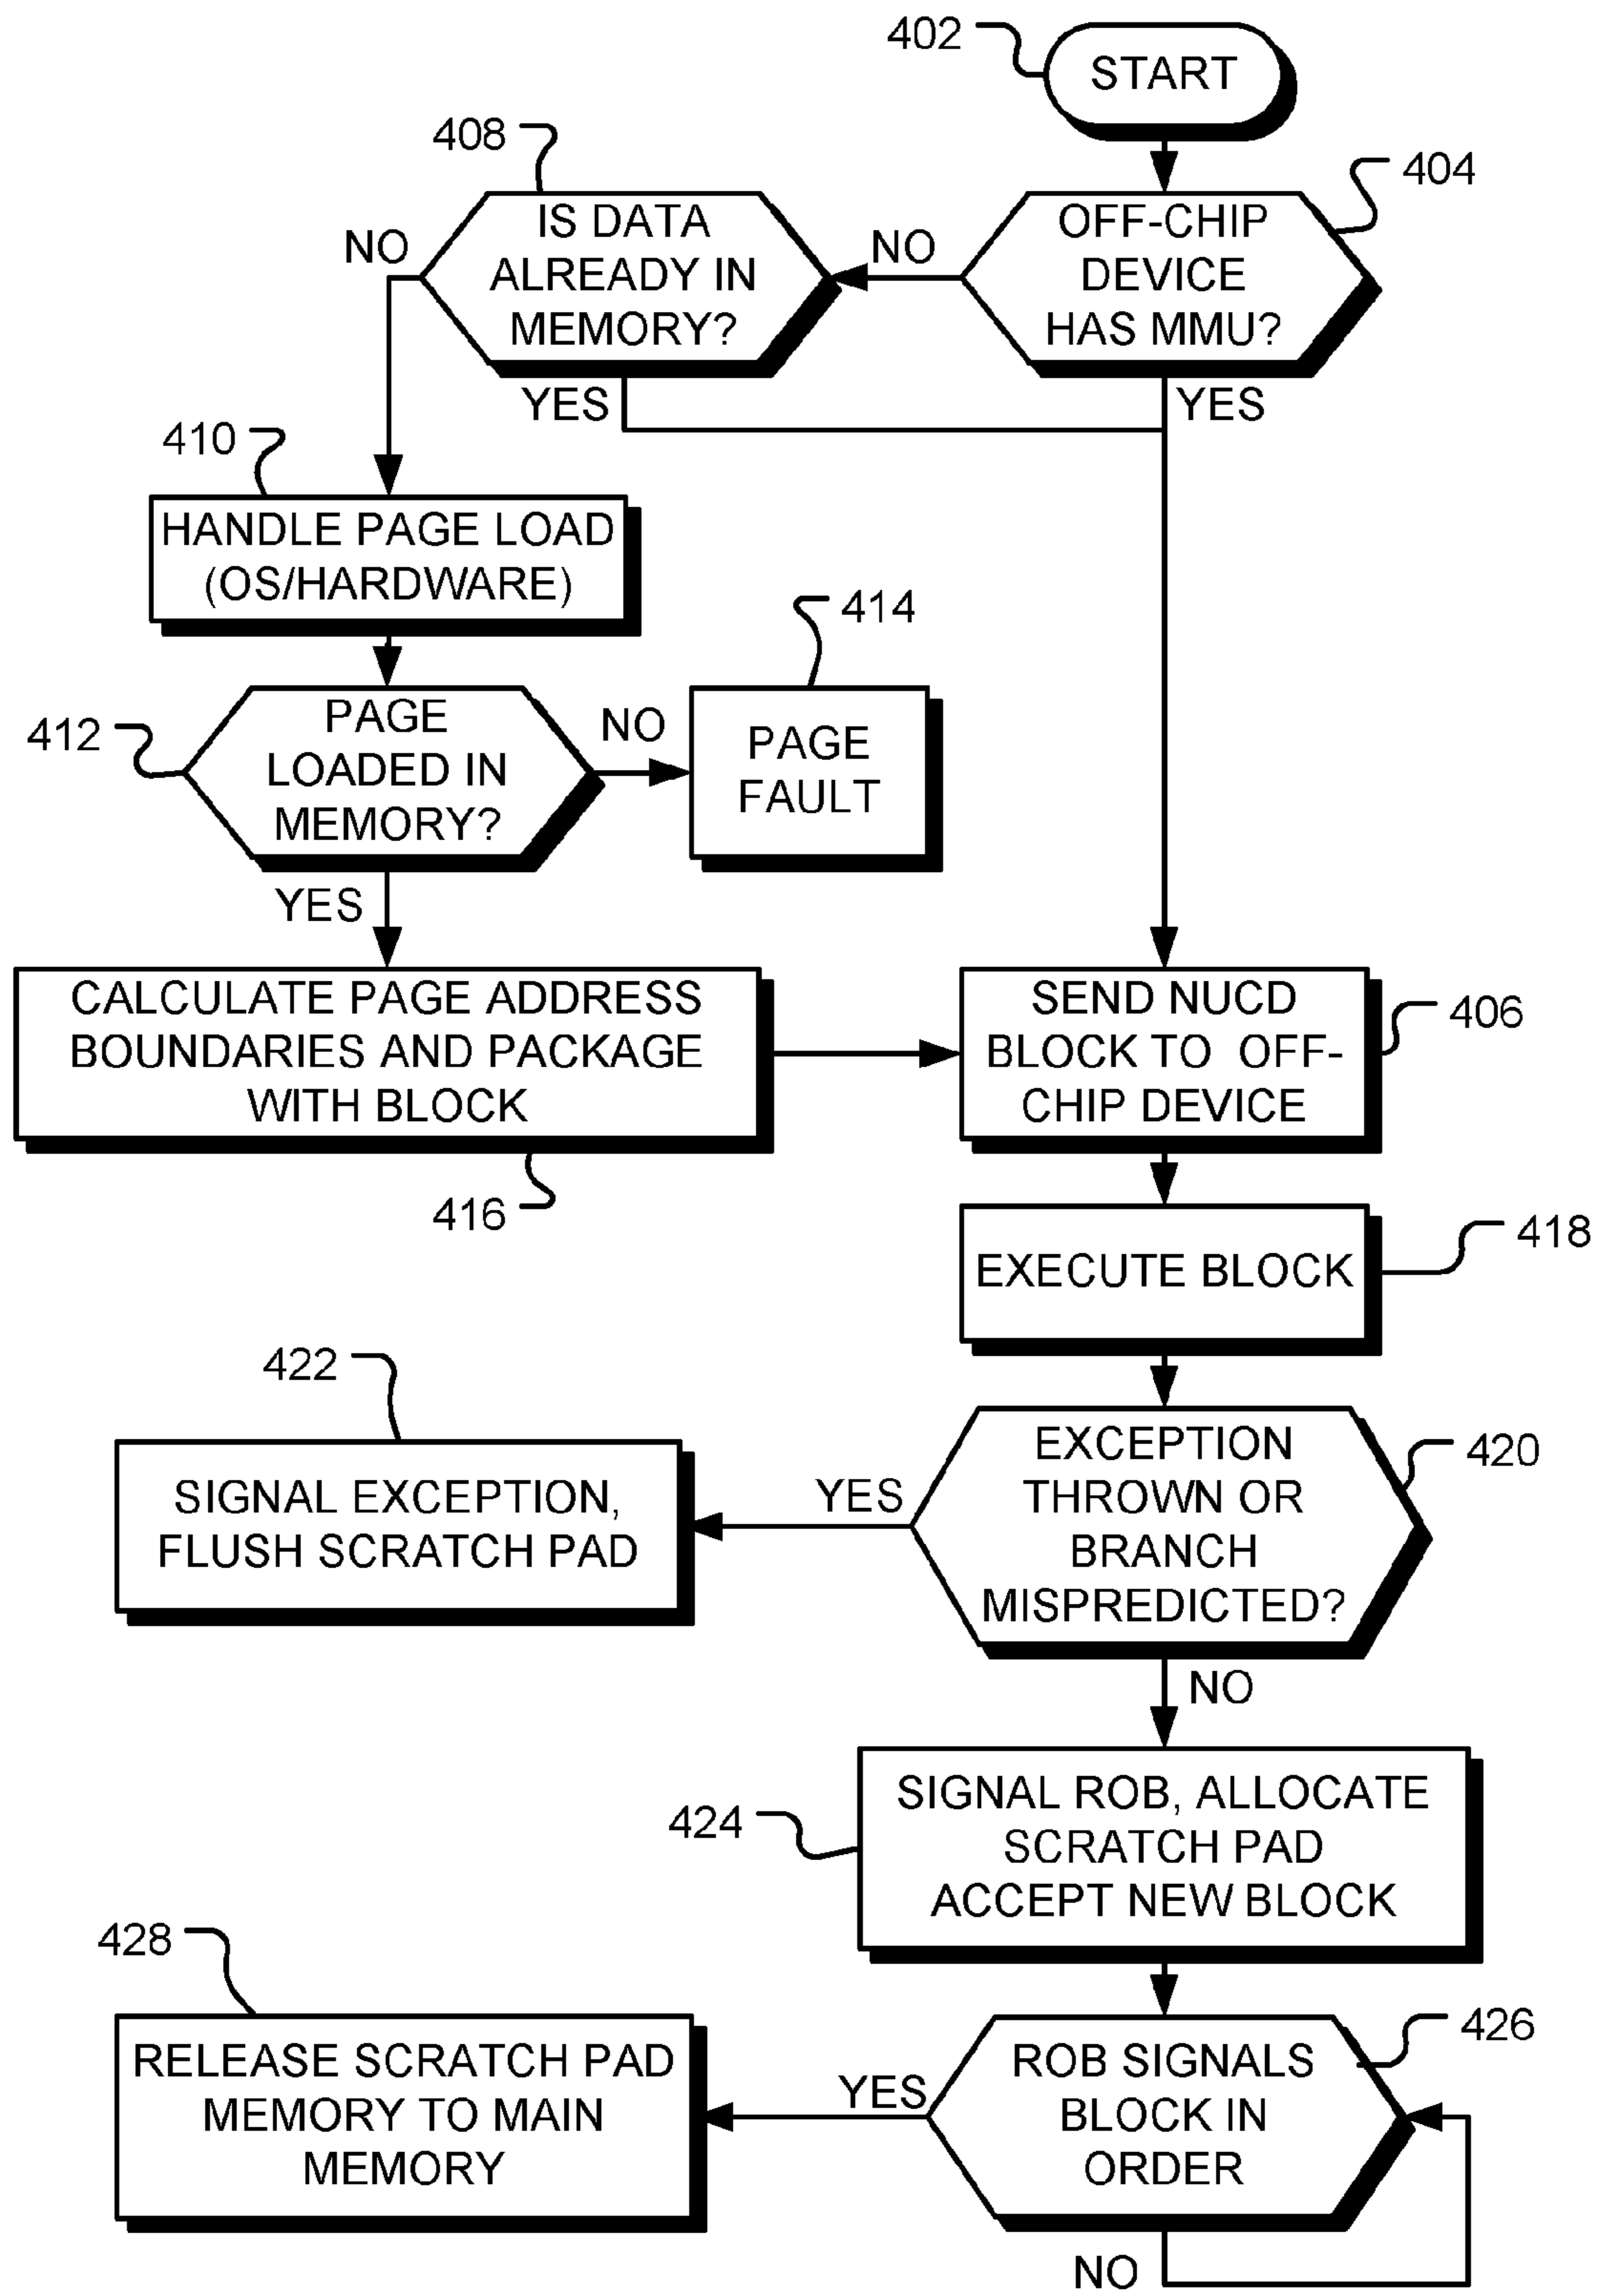 402
START
408
404
IS DATA
ALREADY IN
MEMORY?
NO
NO
OFF-CHIP
DEVICE
HAS MMU?
YES
YES
410
HANDLE PAGE LOAD
(OS/HARDWARE)
414
412
PAGE
LOADED IN
MEMORY?
NO
PAGE
FAULT
YES
CALCULATE PAGE ADDRESS
BOUNDARIES AND PACKAGE
WITH BLOCK
416
SEND NUCD
BLOCK TO OFF-
CHIP DEVICE
406
EXECUTE BLOCK
418
422
SIGNAL EXCEPTION,
FLUSH SCRATCH PAD
YES
EXCEPTION
THROWN OR
BRANCH
MISPREDICTED?
420
NO
424
SIGNAL ROB, ALLOCATE
SCRATCH PAD
ACCEPT NEW BLOCK
428
RELEASE SCRATCH PAD
MEMORY TO MAIN
MEMORY
YES
ROB SIGNALS
BLOCK IN
ORDER
426
NO